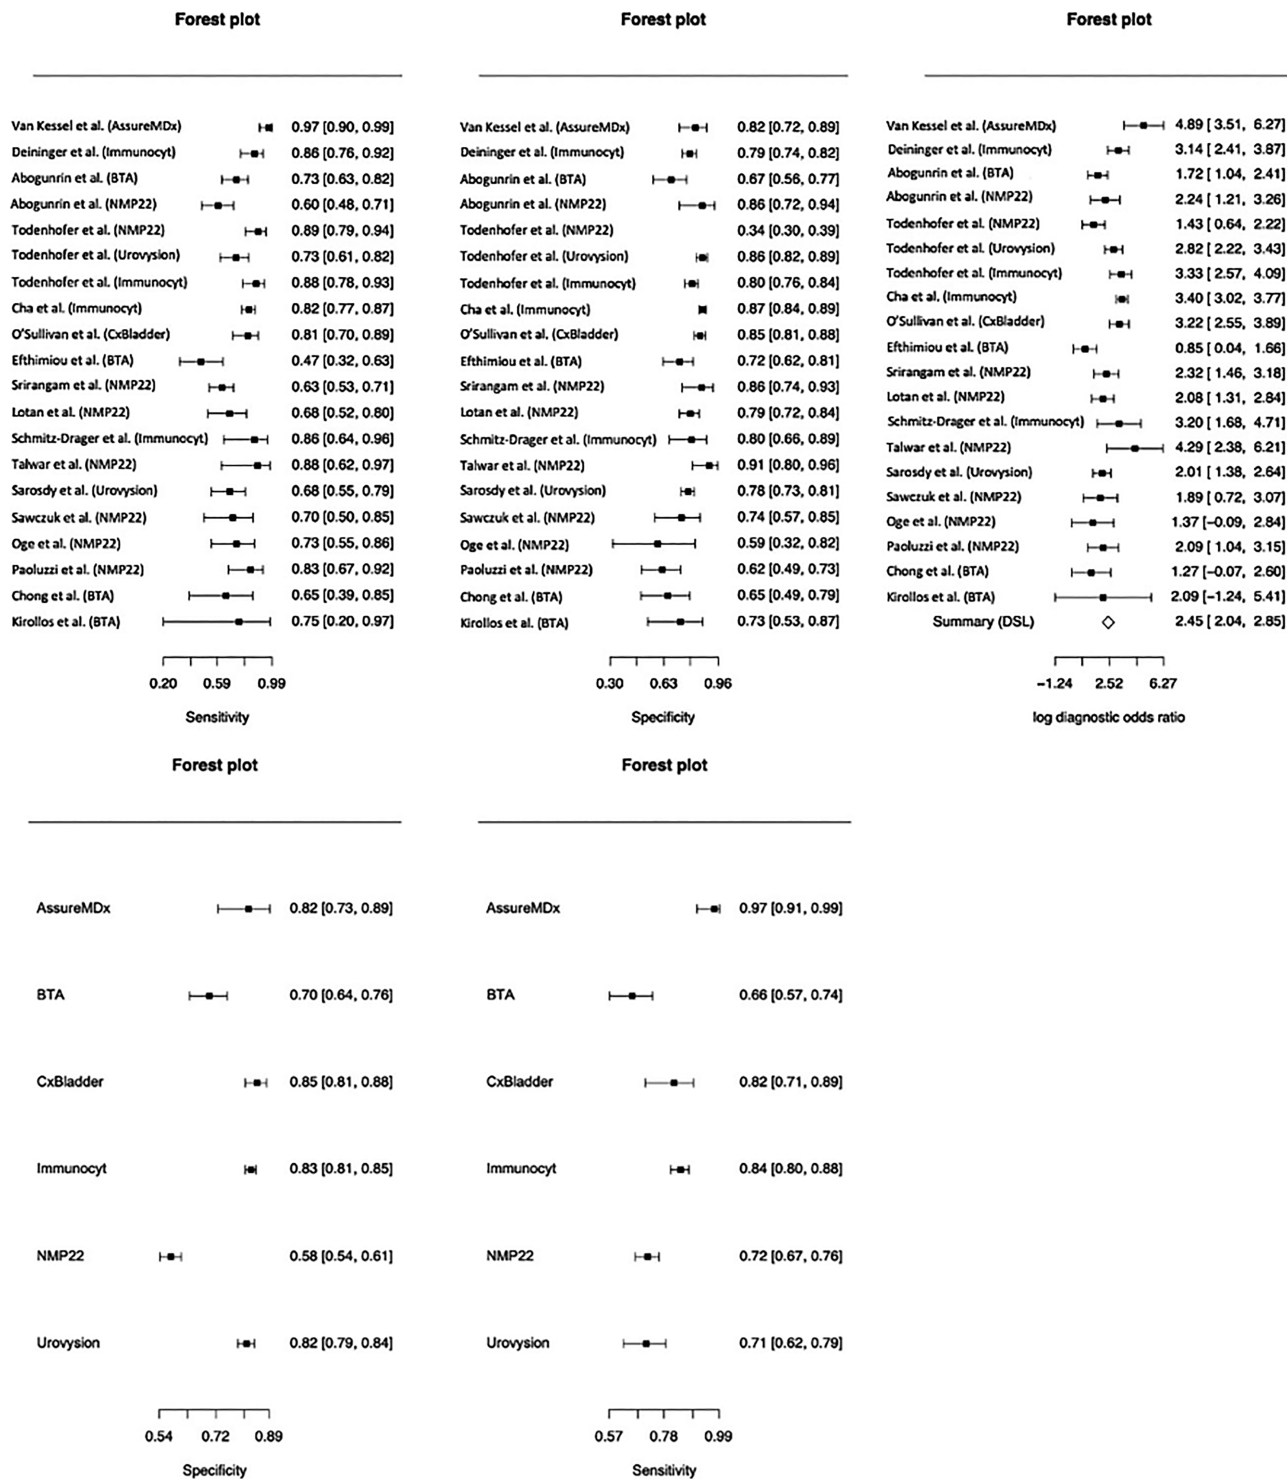 Forest plot
Van Kessel et al. (AssureMDx) 0.97 [0.90, 0.99]
Deininger et al. (Immunocyt) 0.86 [0.76, 0.92]
Abogunrin et al. (BTA) 0.73 [0.63, 0.82]
Abogunrin et al. (NMP22) 0.60 [0.48, 0.71]
Todenhofer et al. (NMP22) 0.89 [0.79, 0.94]
Todenhofer et al. (Urovysion) 0.73 [0.61, 0.82]
Todenhofer et al. (Immunocyt) 0.88 [0.78, 0.93]
Cha et al. (Immunocyt) 0.82 [0.77, 0.87]
O'Sullivan et al. (CxBladder) 0.81 [0.70, 0.89]
Efthimiou et al. (BTA) 0.47 [0.32, 0.63]
Srirangam et al. (NMP22) 0.63 [0.53, 0.71]
Lotan et al. (NMP22) 0.68 [0.52, 0.80]
Schmitz-Drager et al. (Immunocyt) 0.86 [0.64, 0.96]
Talwar et al. (NMP22) 0.88 [0.62, 0.97]
Sarosdy et al. (Urovysion) 0.68 [0.55, 0.79]
Sawczuk et al. (NMP22) 0.70 [0.50, 0.85]
Oge et al. (NMP22) 0.73 [0.55, 0.86]
Paoluzzi et al. (NMP22) 0.83 [0.67, 0.92]
Chong et al. (BTA) 0.65 [0.39, 0.85]
Kirollos et al. (BTA) 0.75 [0.20, 0.97]
0.20 0.59 0.99
Sensitivity
Forest plot
Van Kessel et al. (AssureMDx) 0.82 [0.72, 0.89]
Deininger et al. (Immunocyt) 0.79 [0.74, 0.82]
Abogunrin et al. (BTA) 0.67 [0.56, 0.77]
Abogunrin et al. (NMP22) 0.86 [0.72, 0.94]
Todenhofer et al. (NMP22) 0.34 [0.30, 0.39]
Todenhofer et al. (Urovysion) 0.86 [0.82, 0.89]
Todenhofer et al. (Immunocyt) 0.80 [0.76, 0.84]
Cha et al. (Immunocyt) 0.87 [0.84, 0.89]
O'Sullivan et al. (CxBladder) 0.85 [0.81, 0.88]
Efthimiou et al. (BTA) 0.72 [0.62, 0.81]
Srirangam et al. (NMP22) 0.86 [0.74, 0.93]
Lotan et al. (NMP22) 0.79 [0.72, 0.84]
Schmitz-Drager et al. (Immunocyt) 0.80 [0.66, 0.89]
Talwar et al. (NMP22) 0.91 [0.80, 0.96]
Sarosdy et al. (Urovysion) 0.78 [0.73, 0.81]
Sawczuk et al. (NMP22) 0.74 [0.57, 0.85]
Oge et al. (NMP22) 0.59 [0.32, 0.82]
Paoluzzi et al. (NMP22) 0.62 [0.49, 0.73]
Chong et al. (BTA) 0.65 [0.49, 0.79]
Kirollos et al. (BTA) 0.73 [0.53, 0.87]
0.30 0.63 0.96
Specificity
Forest plot
Van Kessel et al. (AssureMDx) 4.89 [ 3.51, 6.27]
Deininger et al. (Immunocyt) 3.14 [ 2.41, 3.87]
Abogunrin et al. (BTA) 1.72 [ 1.04, 2.41]
Abogunrin et al. (NMP22) 2.24 [ 1.21, 3.26]
Todenhofer et al. (NMP22) 1.43 [ 0.64, 2.22]
Todenhofer et al. (Urovysion) 2.82 [ 2.22, 3.43]
Todenhofer et al. (Immunocyt) 3.33 [ 2.57, 4.09]
Cha et al. (Immunocyt) 3.40 [ 3.02, 3.77]
O'Sullivan et al. (CxBladder) 3.22 [ 2.55, 3.89]
Efthimiou et al. (BTA) 0.85 [ 0.04, 1.66]
Srirangam et al. (NMP22) 2.32 [ 1.46, 3.18]
Lotan et al. (NMP22) 2.08 [ 1.31, 2.84]
Schmitz-Drager et al. (Immunocyt) 3.20 [ 1.68, 4.71]
Talwar et al. (NMP22) 4.29 [ 2.38, 6.21]
Sarosdy et al. (Urovysion) 2.01 [ 1.38, 2.64]
Sawczuk et al. (NMP22) 1.89 [ 0.72, 3.07]
Oge et al. (NMP22) 1.37 [−0.09, 2.84]
Paoluzzi et al. (NMP22) 2.09 [ 1.04, 3.15]
Chong et al. (BTA) 1.27 [−0.07, 2.60]
Kirollos et al. (BTA) 2.09 [−1.24, 5.41]
Summary (DSL) 2.45 [ 2.04, 2.85]
−1.24 2.52 6.27
log diagnostic odds ratio
Forest plot
AssureMDx 0.82 [0.73, 0.89]
BTA 0.70 [0.64, 0.76]
CxBladder 0.85 [0.81, 0.88]
Immunocyt 0.83 [0.81, 0.85]
NMP22 0.58 [0.54, 0.61]
Urovysion 0.82 [0.79, 0.84]
0.54 0.72 0.89
Specificity
Forest plot
AssureMDx 0.97 [0.91, 0.99]
BTA 0.66 [0.57, 0.74]
CxBladder 0.82 [0.71, 0.89]
Immunocyt 0.84 [0.80, 0.88]
NMP22 0.72 [0.67, 0.76]
Urovysion 0.71 [0.62, 0.79]
0.57 0.78 0.99
Sensitivity